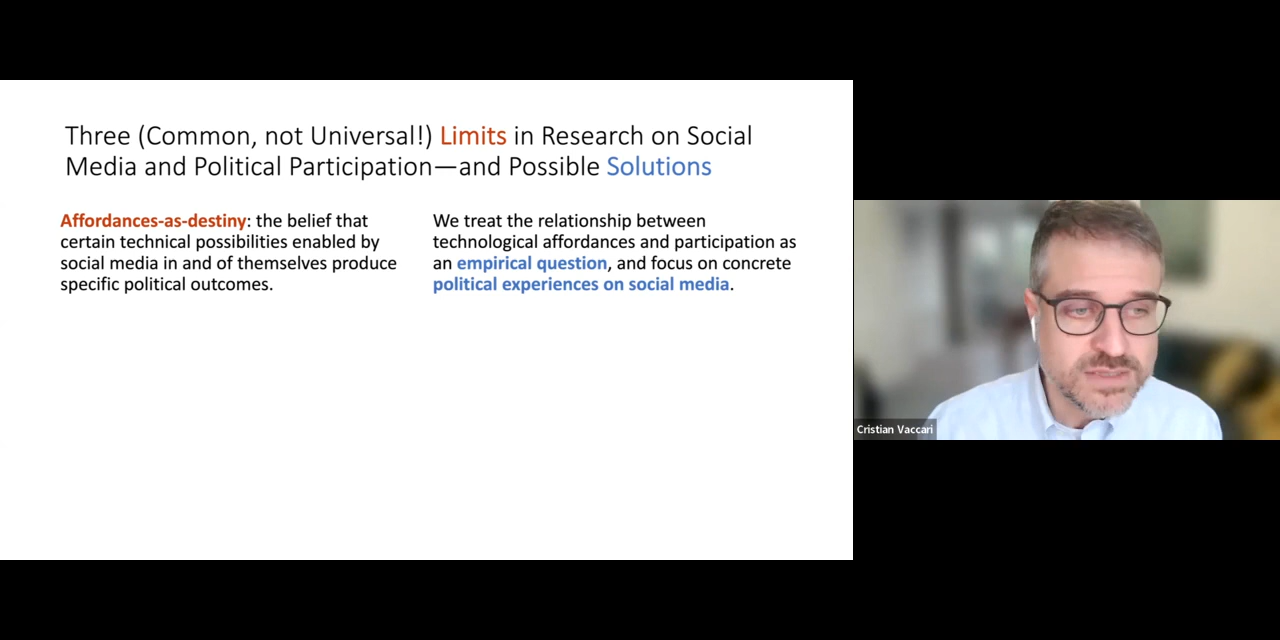 Three (Common, not Universal!) Limits in Research on Social
Media and Political Participation—and Possible Solutions
Affordances-as-destiny: the belief that
certain technical possibilities enabled by
social media in and of themselves produce
specific political outcomes.
We treat the relationship between
technological affordances and participation as
an empirical question, and focus on concrete
political experiences on social media.
Cristian Vaccari